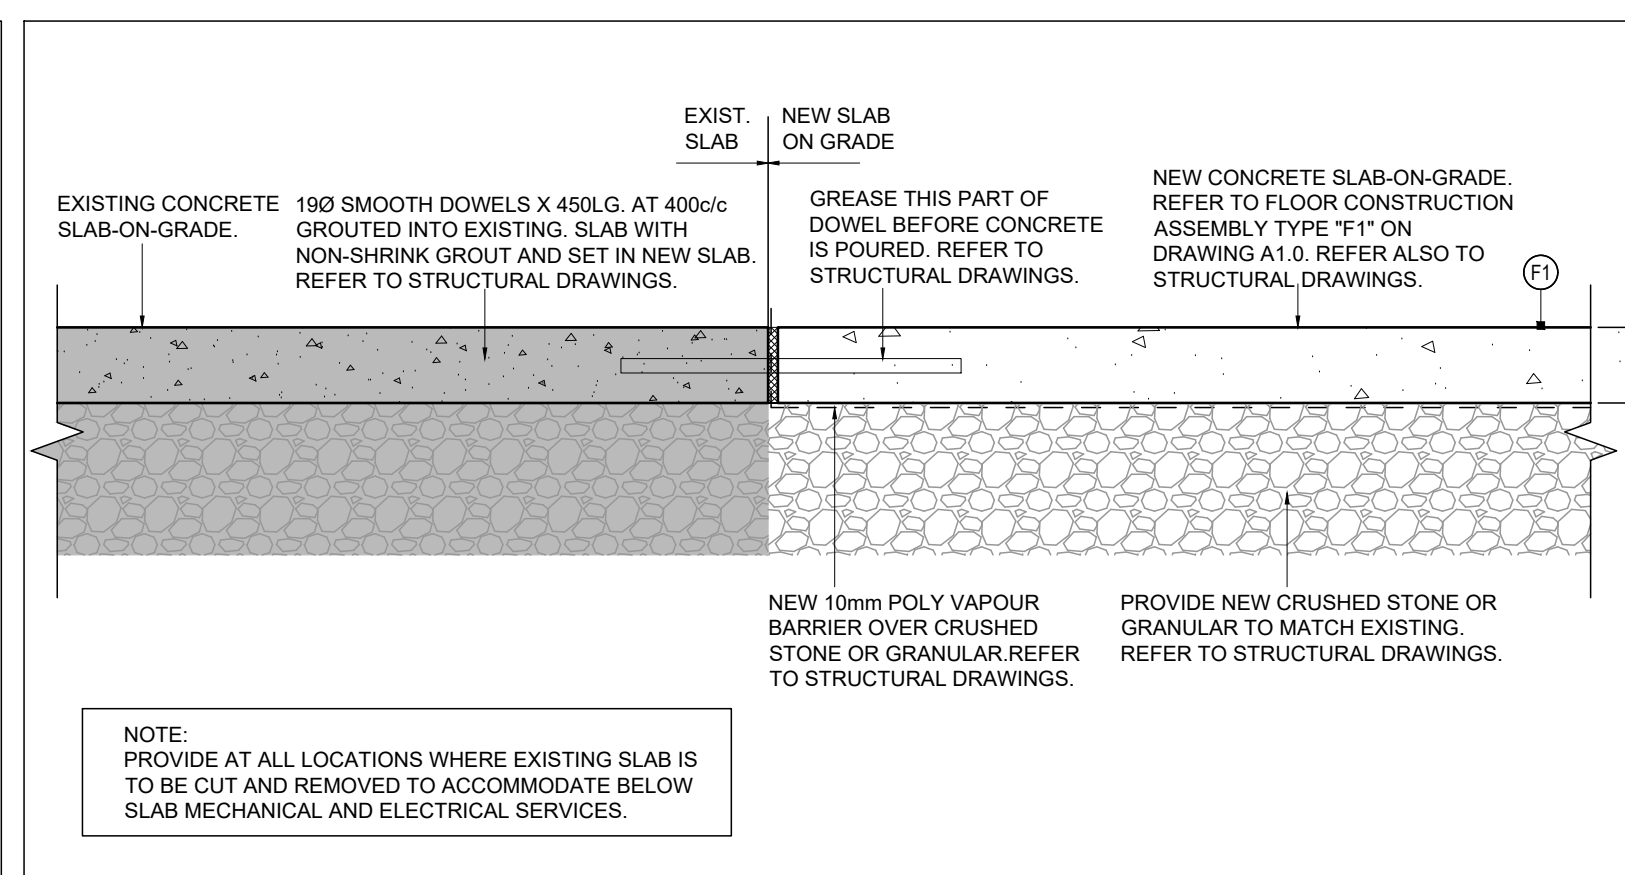 EXIST.
SLAB
NEW SLAB
ON GRADE
EXISTING CONCRETE
SLAB-ON-GRADE.
19Ø SMOOTH DOWELS X 450LG. AT 400c/c
GROUTED INTO EXISTING. SLAB WITH
NON-SHRINK GROUT AND SET IN NEW SLAB.
REFER TO STRUCTURAL DRAWINGS.
GREASE THIS PART OF
DOWEL BEFORE CONCRETE
IS POURED. REFER TO
STRUCTURAL DRAWINGS.
NEW CONCRETE SLAB-ON-GRADE.
REFER TO FLOOR CONSTRUCTION
ASSEMBLY TYPE "F1" ON
DRAWING A1.0. REFER ALSO TO
STRUCTURAL DRAWINGS.
F1
NEW 10mm POLY VAPOUR
BARRIER OVER CRUSHED
STONE OR GRANULAR.REFER
TO STRUCTURAL DRAWINGS.
PROVIDE NEW CRUSHED STONE OR
GRANULAR TO MATCH EXISTING.
REFER TO STRUCTURAL DRAWINGS.
NOTE:
PROVIDE AT ALL LOCATIONS WHERE EXISTING SLAB IS
TO BE CUT AND REMOVED TO ACCOMMODATE BELOW
SLAB MECHANICAL AND ELECTRICAL SERVICES.